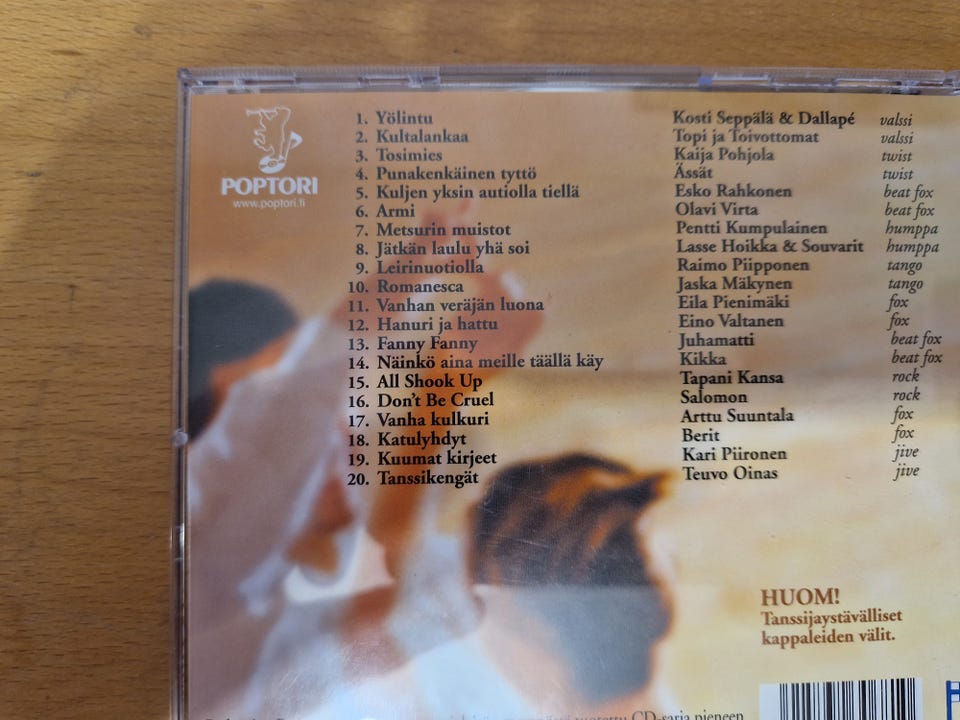 POPTORI
www.poptori.fi
1. Yölintu Kosti Seppälä & Dallapé valssi
2. Kultalankaa Topi ja Toivottomat valssi
3. Tosimies Kaija Pohjola twist
4. Punakenkäinen tyttö Ässät twist
5. Kuljen yksin autiolla tiellä Esko Rahkonen beat fox
6. Armi Olavi Virta beat fox
7. Metsurin muistot Pentti Kumpulainen humppa
8. Jätkän laulu yhä soi Lasse Hoikka & Souvarit humppa
9. Leirinuotiolla Raimo Piipponen tango
10. Romanesca Jaska Mäkynen tango
11. Vanhan veräjän luona Eila Pienimäki fox
12. Hanuri ja hattu Eino Valtanen fox
13. Fanny Fanny Juhamatti beat fox
14. Näinkö aina meille täällä käy Kikka beat fox
15. All Shook Up Tapani Kansa rock
16. Don't Be Cruel Salomon rock
17. Vanha kulkuri Arttu Suuntala fox
18. Katulyhdyt Berit fox
19. Kuumat kirjeet Kari Piironen jive
20. Tanssikengät Teuvo Oinas jive
HUOM!
Tanssijaystävälliset
kappaleiden välit.
tuotettu CD-sarja pieneen